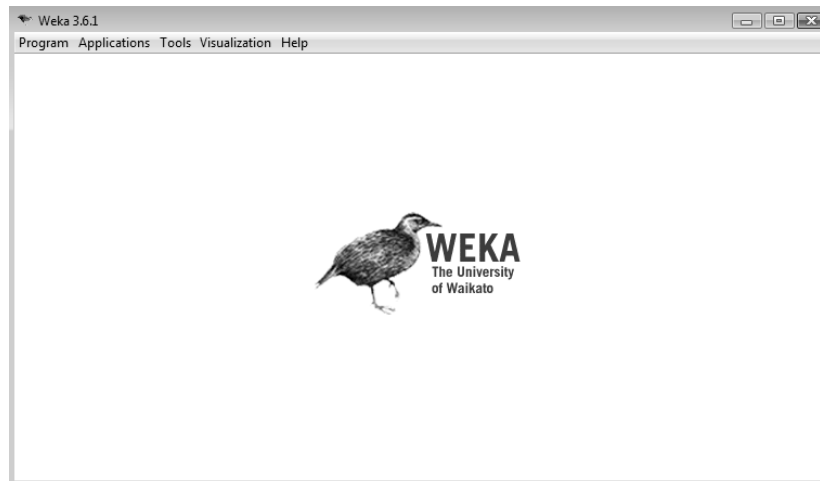 Weka 3.6.1
Program Applications Tools Visualization Help
WEKA
The University
of Waikato